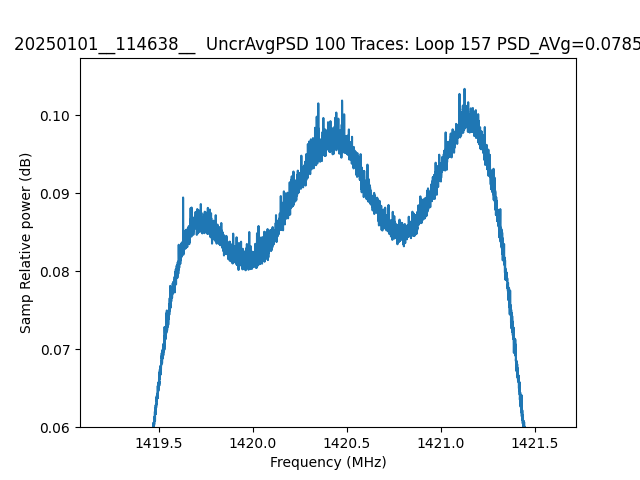 20250101__114638__  UncrAvgPSD 100 Traces: Loop 157 PSD_AVg=0.0785
0.10
0.09
0.08
0.07
0.06
Samp Relative power (dB)
1419.5 1420.0 1420.5 1421.0 1421.5
Frequency (MHz)